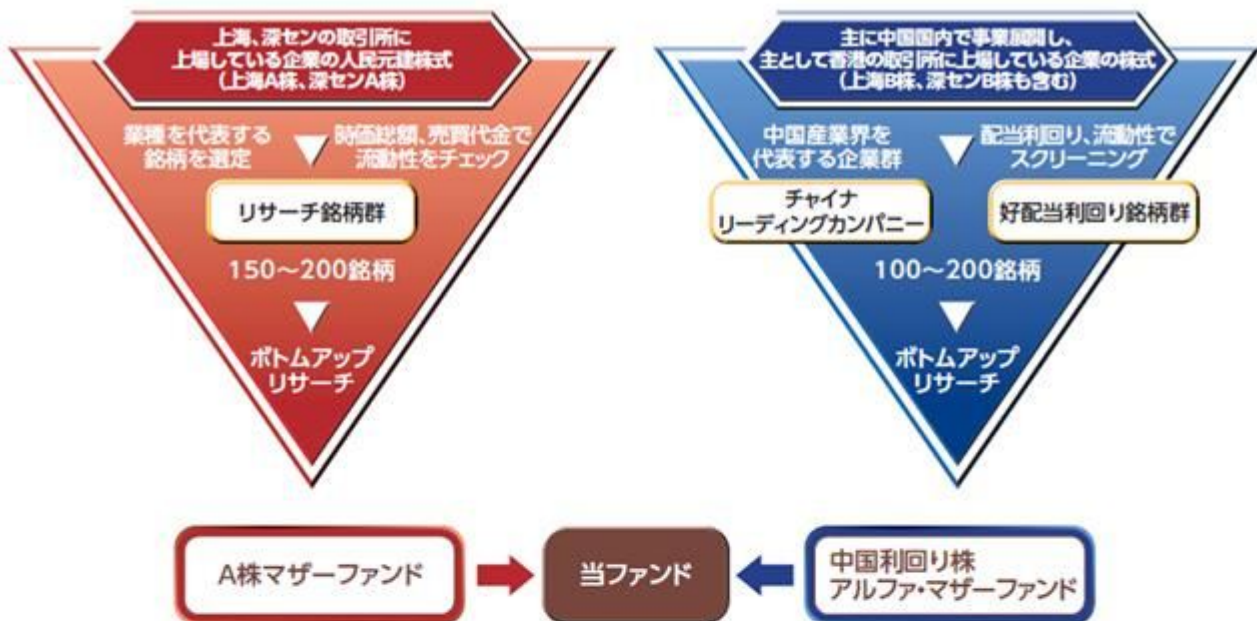 上海、深センの取引所に
上場している企業の人民元建株式
(上海A株、深センA株)
業種を代表する
銘柄を選定
時価総額、売買代金で
流動性をチェック
リサーチ銘柄群
150～200銘柄
ボトムアップ
リサーチ
主に中国国内で事業展開し、
主として香港の取引所に上場している企業の株式
(上海B株、深センB株も含む)
中国産業界を
代表する企業群
配当利回り、流動性で
スクリーニング
チャイナ
リーディングカンパニー
好配当利回り銘柄群
100～200銘柄
ボトムアップ
リサーチ
A株マザーファンド
当ファンド
中国利回り株
アルファ・マザーファンド